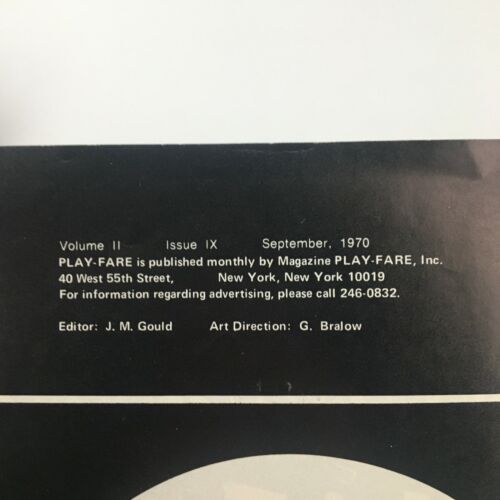 Volume II Issue IX September, 1970
PLAY-FARE is published monthly by Magazine PLAY-FARE, Inc.
40 West 55th Street, New York, New York 10019
For information regarding advertising, please call 246-0832.
Editor: J. M. Gould Art Direction: G. Bralow